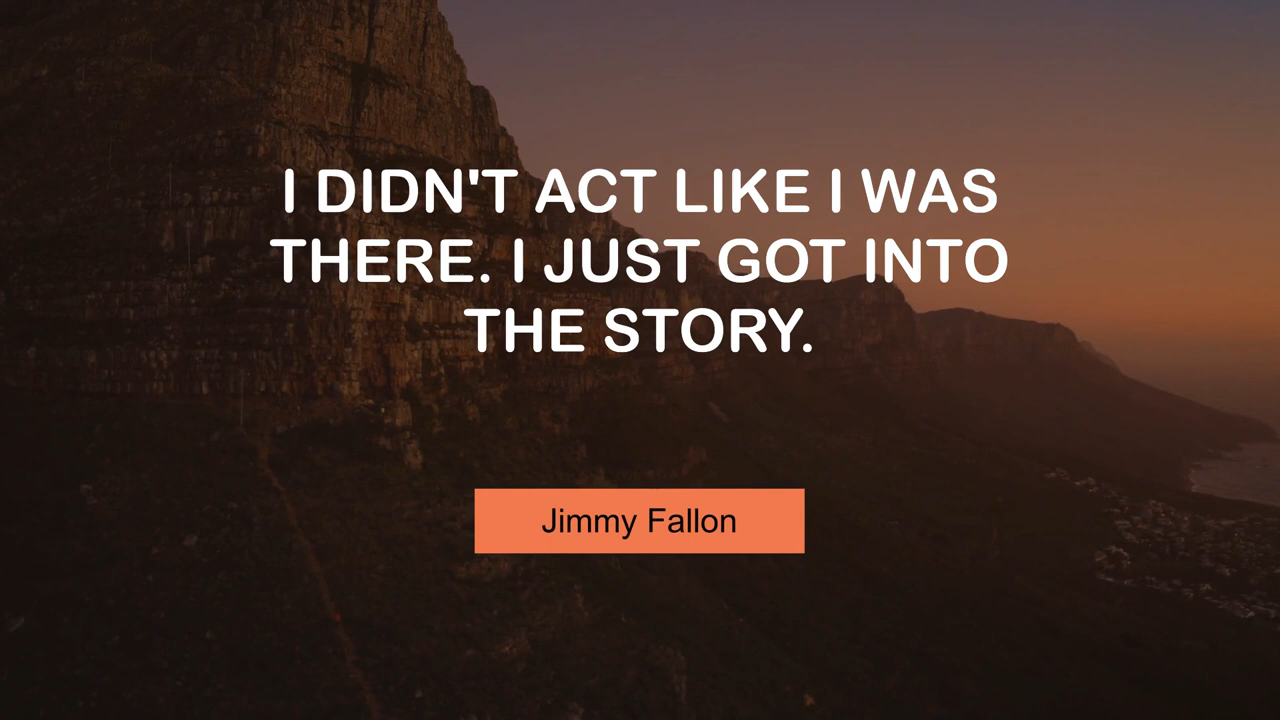 I DIDN'T ACT LIKE I WAS
THERE. I JUST GOT INTO
THE STORY.
Jimmy Fallon